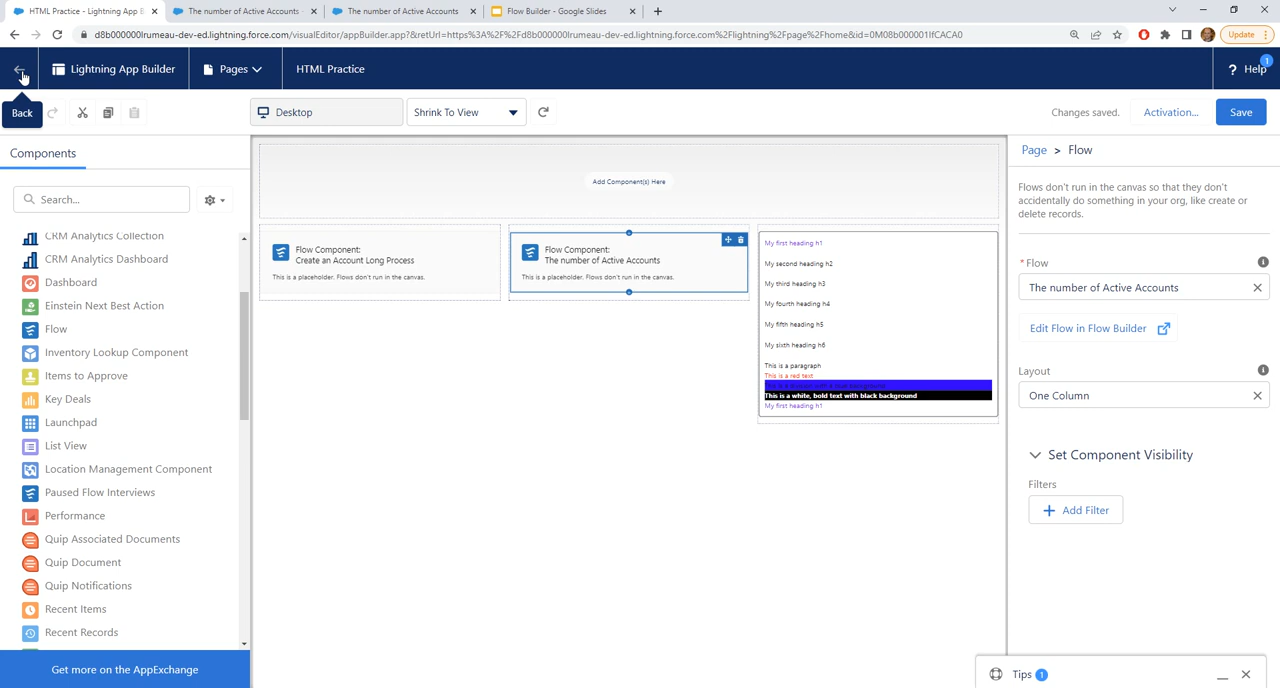 HTML Practice - Lightning App B
The number of Active Accounts
The number of Active Accounts
Flow Builder - Google Slides
d8b000000lrumeau-dev-ed.lightning.force.com/visualEditor/appBuilder.app?&retUrl=https%3A%2F%2Fd8b000000lrumeau-dev-ed.lightning.force.com%2Flightning%2Fpage%2Fhome&id=0M08b000001lfCACA0
Update
Lightning App Builder
Pages
HTML Practice
? Help
1
Back
Desktop
Shrink To View
Changes saved.
Activation...
Save
Components
Search...
CRM Analytics Collection
CRM Analytics Dashboard
Dashboard
Einstein Next Best Action
Flow
Inventory Lookup Component
Items to Approve
Key Deals
Launchpad
List View
Location Management Component
Paused Flow Interviews
Performance
Quip Associated Documents
Quip Document
Quip Notifications
Recent Items
Recent Records
Get more on the AppExchange
Add Component(s) Here
Flow Component:
Create an Account Long Process
This is a placeholder. Flows don't run in the canvas.
Flow Component:
The number of Active Accounts
This is a placeholder. Flows don't run in the canvas.
My first heading h1
My second heading h2
My third heading h3
My fourth heading h4
My fifth heading h5
My sixth heading h6
This is a paragraph
This is a red text
This is a white, bold text with black background
My first heading h1
Page > Flow
Flows don't run in the canvas so that they don't
accidentally do something in your org, like create or
delete records.
* Flow
The number of Active Accounts
Edit Flow in Flow Builder
Layout
One Column
Set Component Visibility
Filters
+ Add Filter
Tips 1